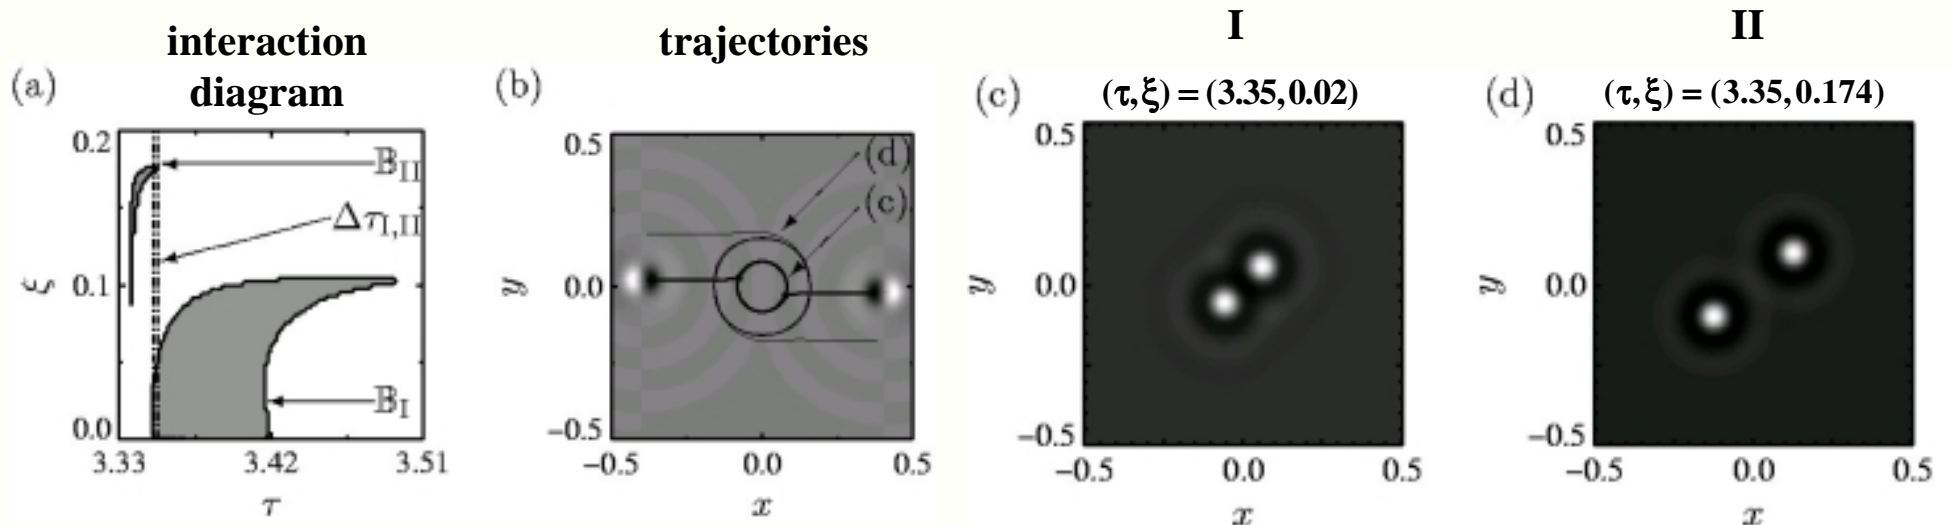 interaction
diagram
trajectories
I
II
(a)
(b)
(c)
(τ,ξ) = (3.35,0.02)
(d)
(τ,ξ) = (3.35,0.174)
0.2
0.1
0.0
ξ
3.33
3.42
3.51
τ
𝔹II
ΔτI,II
𝔹I
0.5
0.0
−0.5
y
−0.5
0.0
0.5
x
(d)
(c)
0.5
0.0
−0.5
y
−0.5
0.0
0.5
x
0.5
0.0
−0.5
y
−0.5
0.0
0.5
x